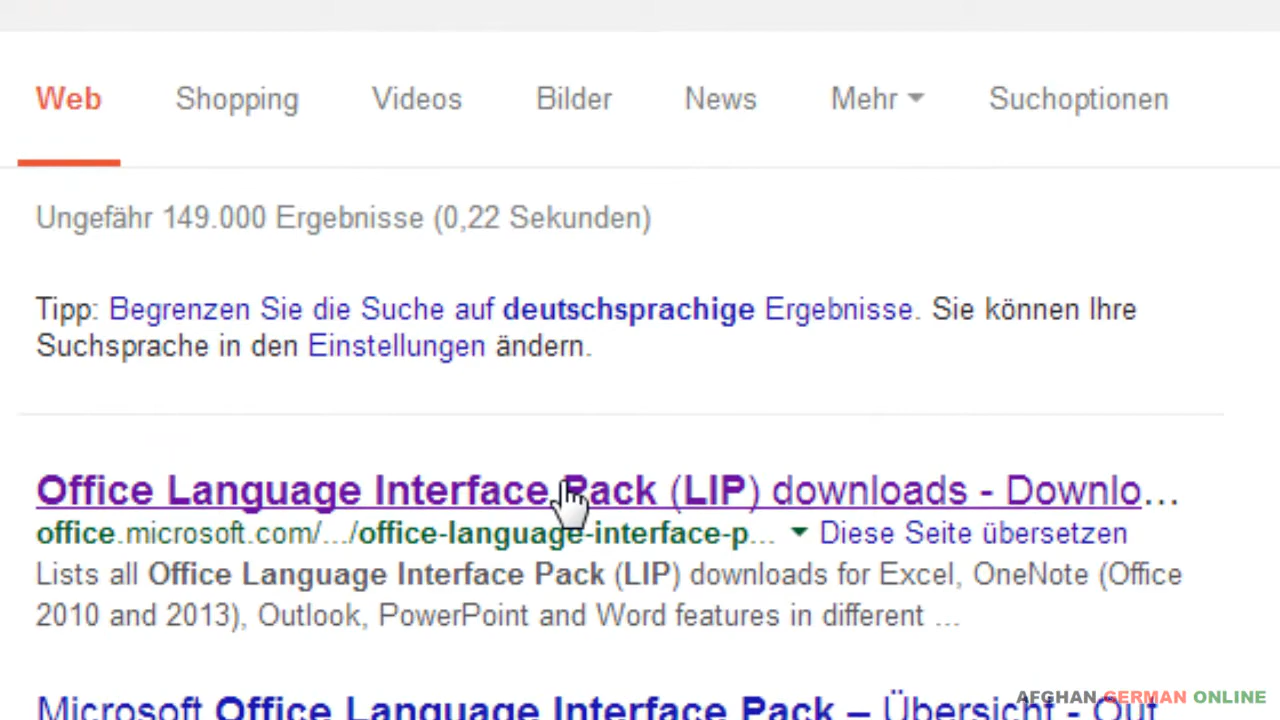 Web Shopping Videos Bilder News Mehr Suchoptionen
Ungefähr 149.000 Ergebnisse (0,22 Sekunden)
Tipp: Begrenzen Sie die Suche auf deutschsprachige Ergebnisse. Sie können Ihre
Suchsprache in den Einstellungen ändern.
Office Language Interface Pack (LIP) downloads - Downlo...
office.microsoft.com/.../office-language-interface-p... Diese Seite übersetzen
Lists all Office Language Interface Pack (LIP) downloads for Excel, OneNote (Office
2010 and 2013), Outlook, PowerPoint and Word features in different ...
Microsoft Office Language Interface Pack – Übersicht - Out
AFGHAN GERMAN ONLINE